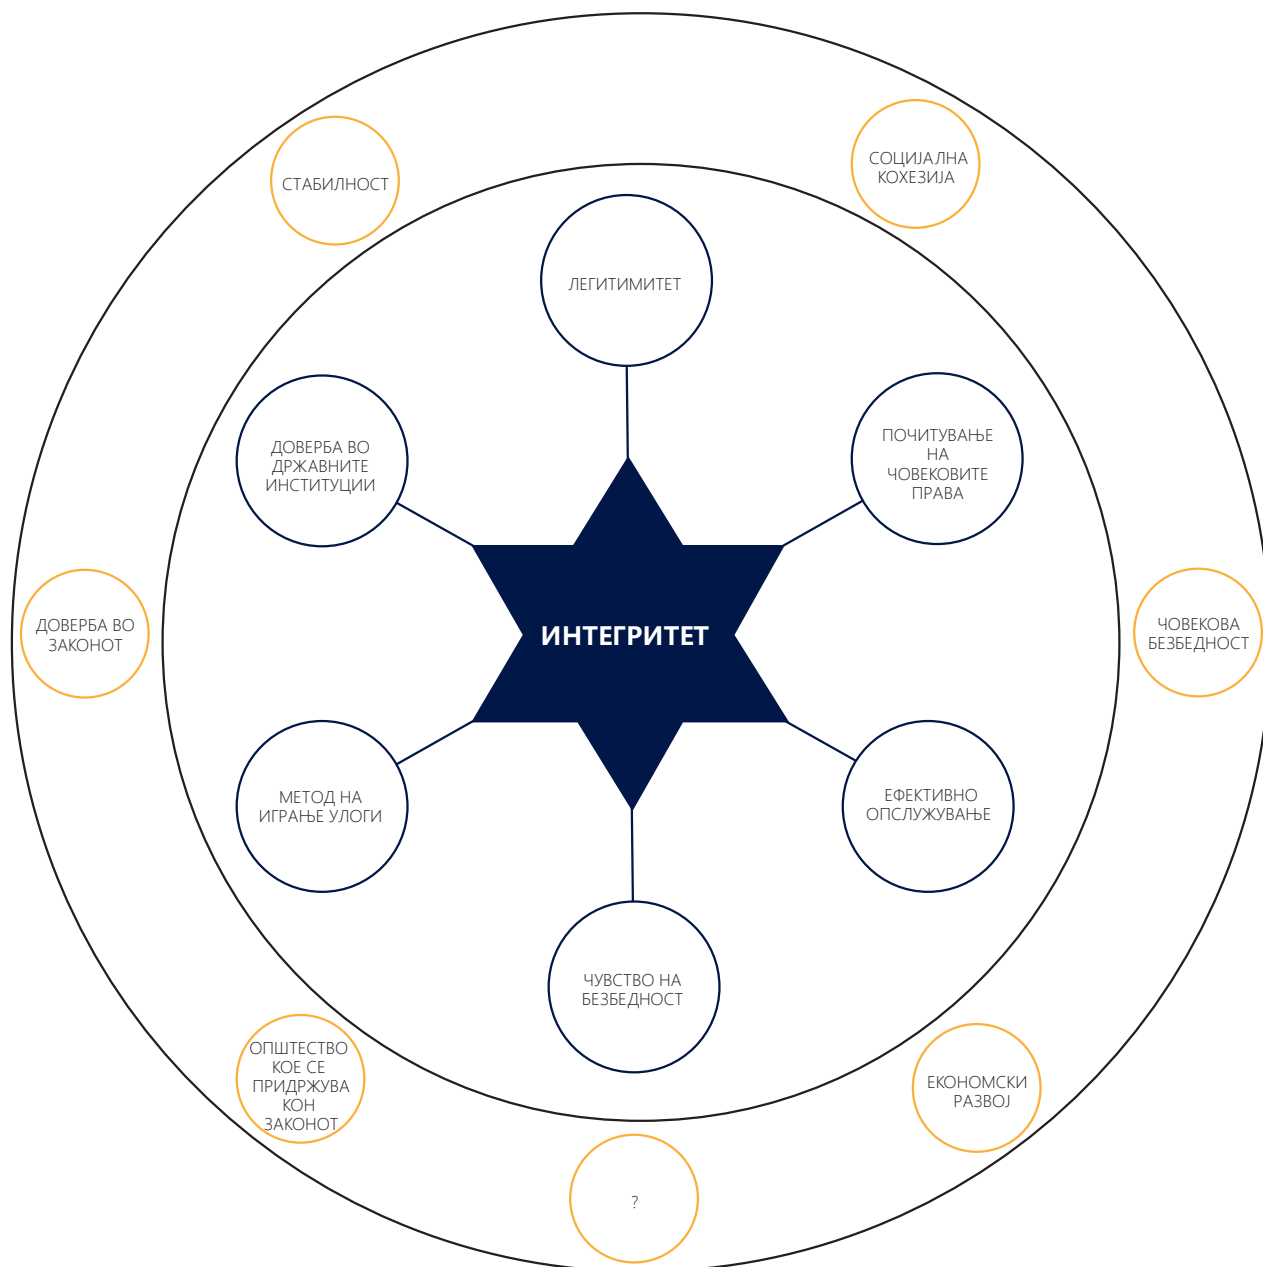 СОЦИЈАЛНА
КОХЕЗИЈА
СТАБИЛНОСТ
ЛЕГИТИМИТЕТ
ДОВЕРБА ВО
ДРЖАВНИТЕ
ИНСТИТУЦИИ
ПОЧИТУВАЊЕ
НА
ЧОВЕКОВИТЕ
ПРАВА
ДОВЕРБА ВО
ЗАКОНОТ
ИНТЕГРИТЕТ
ЧОВЕКОВА
БЕЗБЕДНОСТ
МЕТОД НА
ИГРАЊЕ УЛОГИ
ЕФЕКТИВНО
ОПСЛУЖУВАЊЕ
ЧУВСТВО НА
БЕЗБЕДНОСТ
ОПШТЕСТВО
КОЕ СЕ
ПРИДРЖУВА
КОН
ЗАКОНОТ
ЕКОНОМСКИ
РАЗВОЈ
?